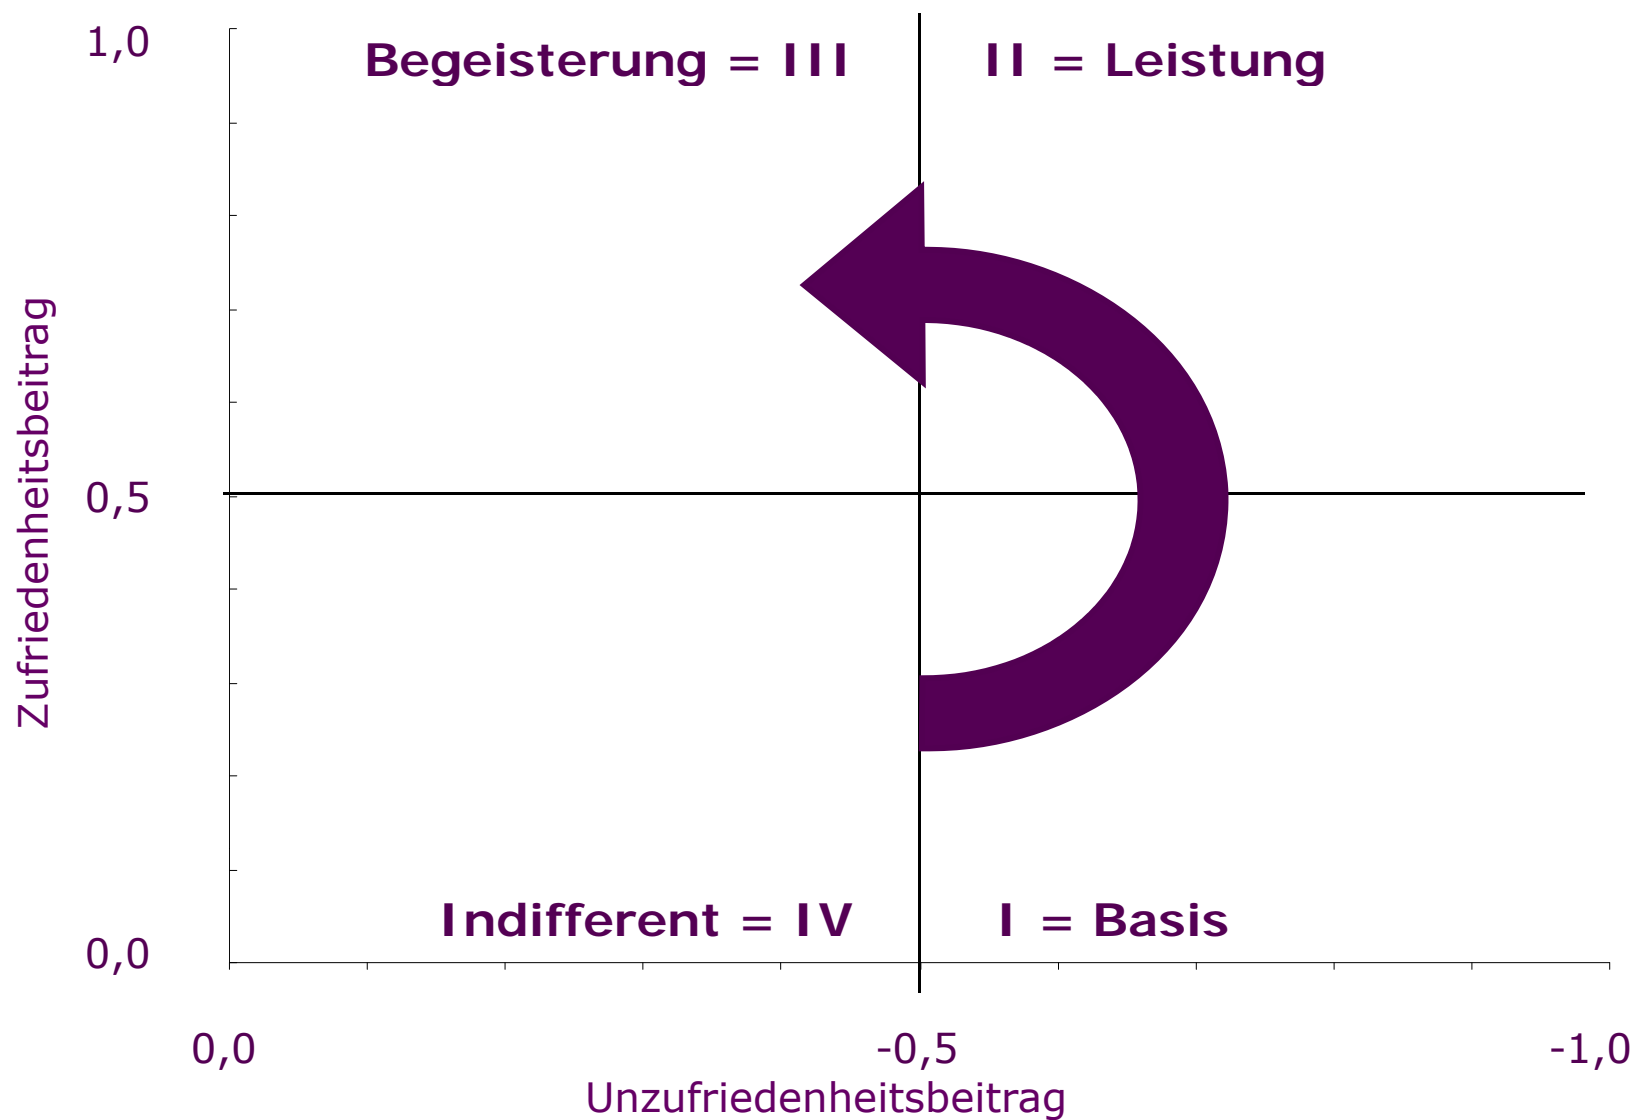 1,0
Begeisterung = III
II = Leistung
Zufriedenheitsbeitrag
0,5
Indifferent = IV
I = Basis
0,0
0,0
-0,5
-1,0
Unzufriedenheitsbeitrag